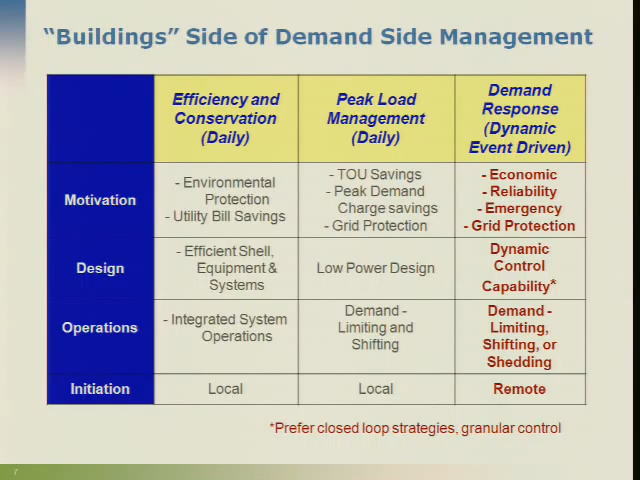 “Buildings” Side of Demand Side Management
Efficiency and
Conservation
(Daily)
Peak Load
Management
(Daily)
Demand
Response
(Dynamic
Event Driven)
Motivation
- Environmental
Protection
- Utility Bill Savings
- TOU Savings
- Peak Demand
Charge savings
- Grid Protection
- Economic
- Reliability
- Emergency
- Grid Protection
Design
- Efficient Shell,
Equipment &
Systems
Low Power Design
Dynamic
Control
Capability*
Operations
- Integrated System
Operations
Demand -
Limiting and
Shifting
Demand -
Limiting,
Shifting, or
Shedding
Initiation
Local
Local
Remote
*Prefer closed loop strategies, granular control
7